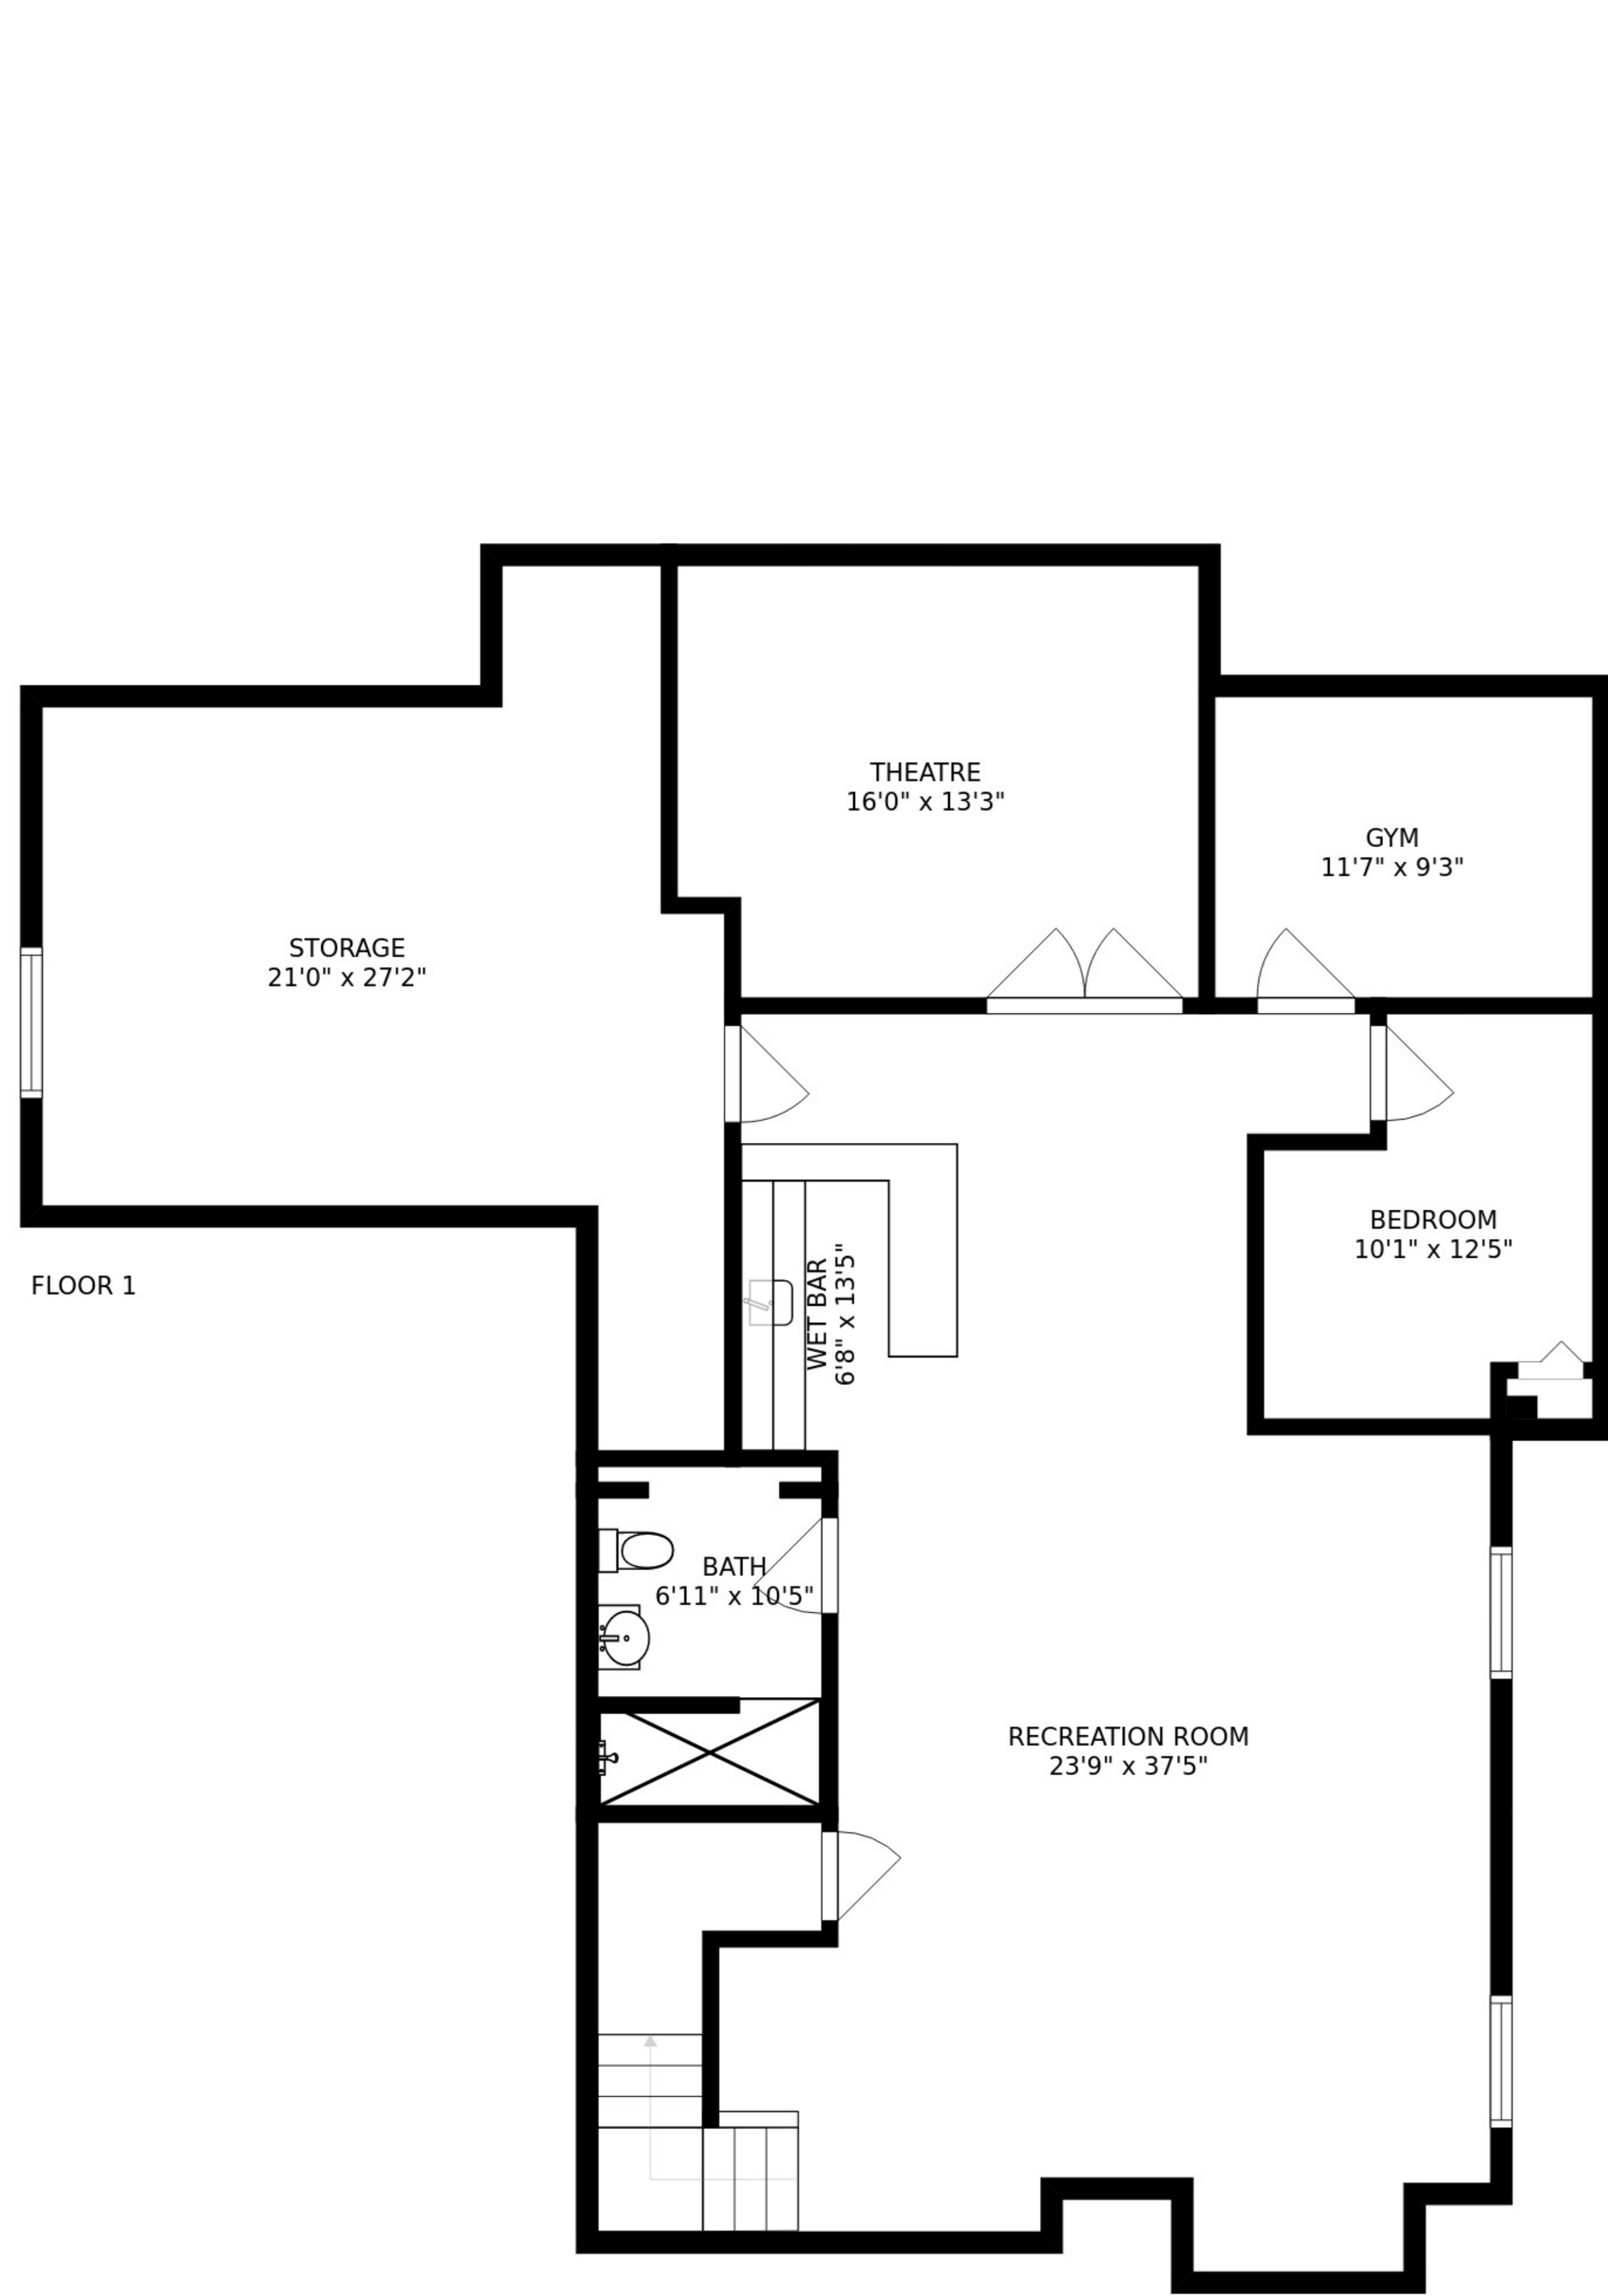 THEATRE
16'0" x 13'3"
GYM
11'7" x 9'3"
STORAGE
21'0" x 27'2"
BEDROOM
10'1" x 12'5"
FLOOR 1
WET BAR
6'8" x 13'5"
BATH
6'11" x 10'5"
RECREATION ROOM
23'9" x 37'5"